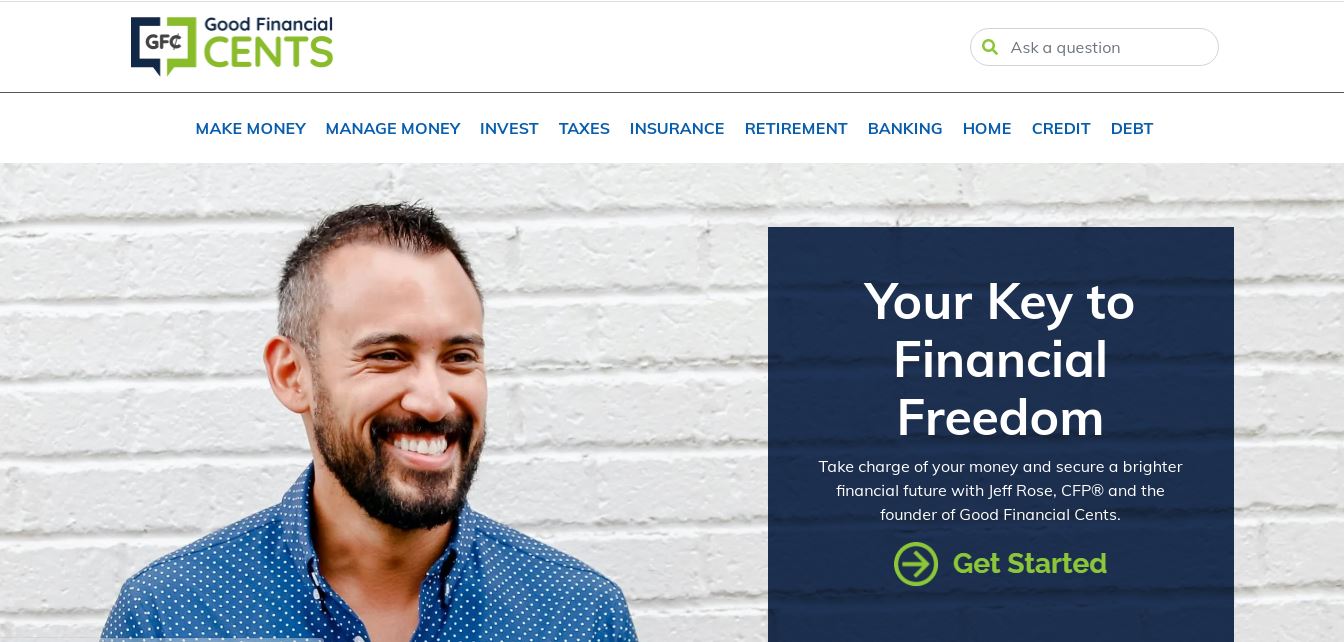 GF¢
Good Financial
CENTS
Ask a question
MAKE MONEY MANAGE MONEY INVEST TAXES INSURANCE RETIREMENT BANKING HOME CREDIT DEBT
Your Key to
Financial
Freedom
Take charge of your money and secure a brighter
financial future with Jeff Rose, CFP® and the
founder of Good Financial Cents.
Get Started